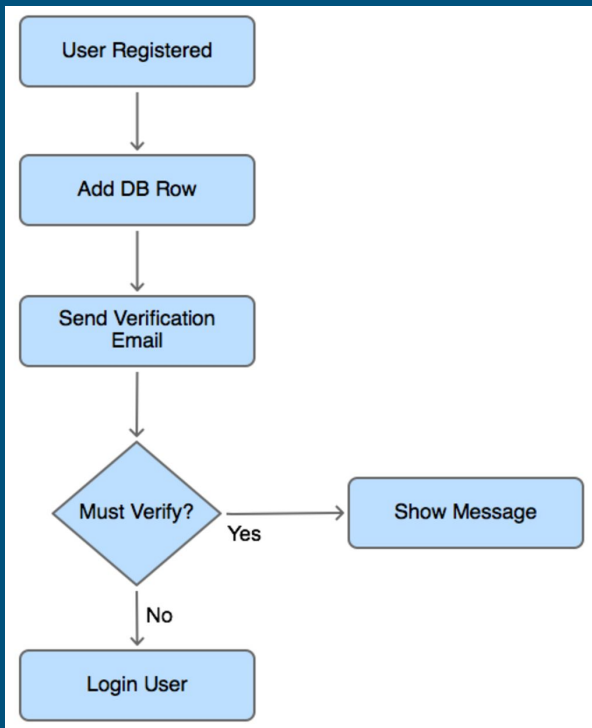 User Registered
Add DB Row
Send Verification
Email
Must Verify?
Yes
Show Message
No
Login User